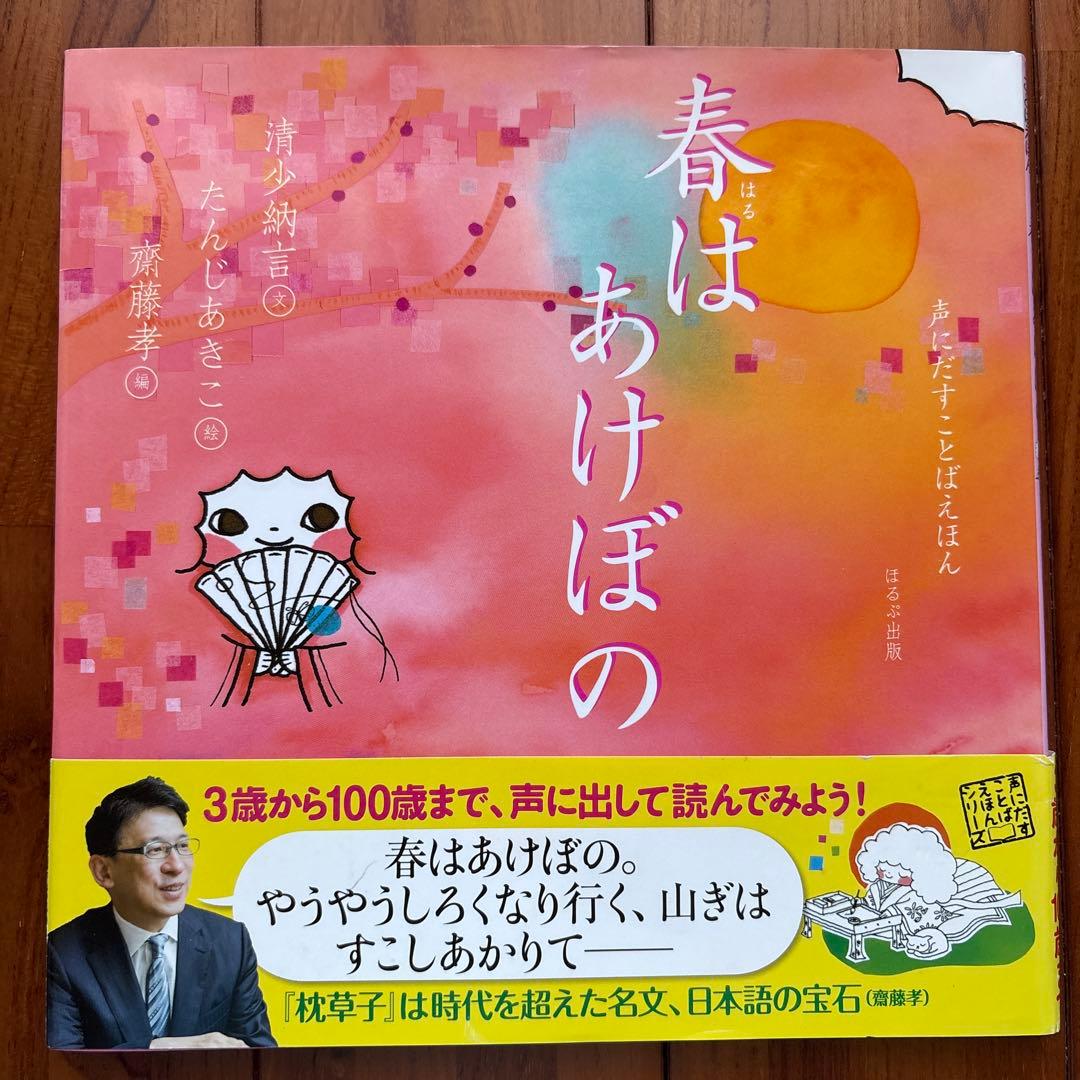 春は
はる
あけぼの
声にだすことばえほん
ほるぷ出版
清少納言 文
たんじあきこ 絵
齋藤孝 編
3歳から100歳まで、声に出して読んでみよう!
春はあけぼの。
やうやうしろくなり行く、山ぎは
すこしあかりて──
『枕草子』は時代を超えた名文、日本語の宝石(齋藤孝)
声にだす
ことば
えほん
シリーズ